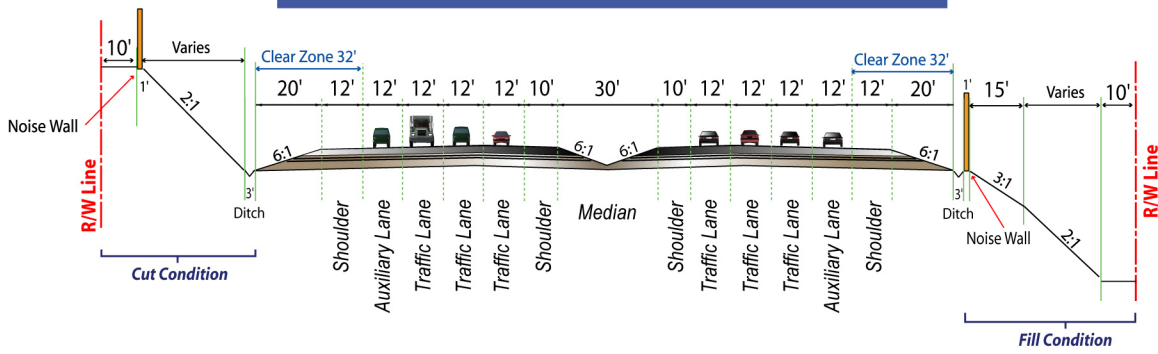 Clear Zone 32'
Clear Zone 32'
10' Varies 20' 12' 12' 12' 12' 12' 10' 30' 10' 12' 12' 12' 12' 12' 20' 1' 15' Varies 10'
1'
2:1
Noise Wall
6:1
6:1
6:1
6:1
3:1
2:1
R/W Line
3'
Ditch
Shoulder
Auxiliary Lane
Traffic Lane
Traffic Lane
Traffic Lane
Shoulder
Median
Shoulder
Traffic Lane
Traffic Lane
Traffic Lane
Auxiliary Lane
Shoulder
3'
Ditch
Noise Wall
R/W Line
Cut Condition
Fill Condition